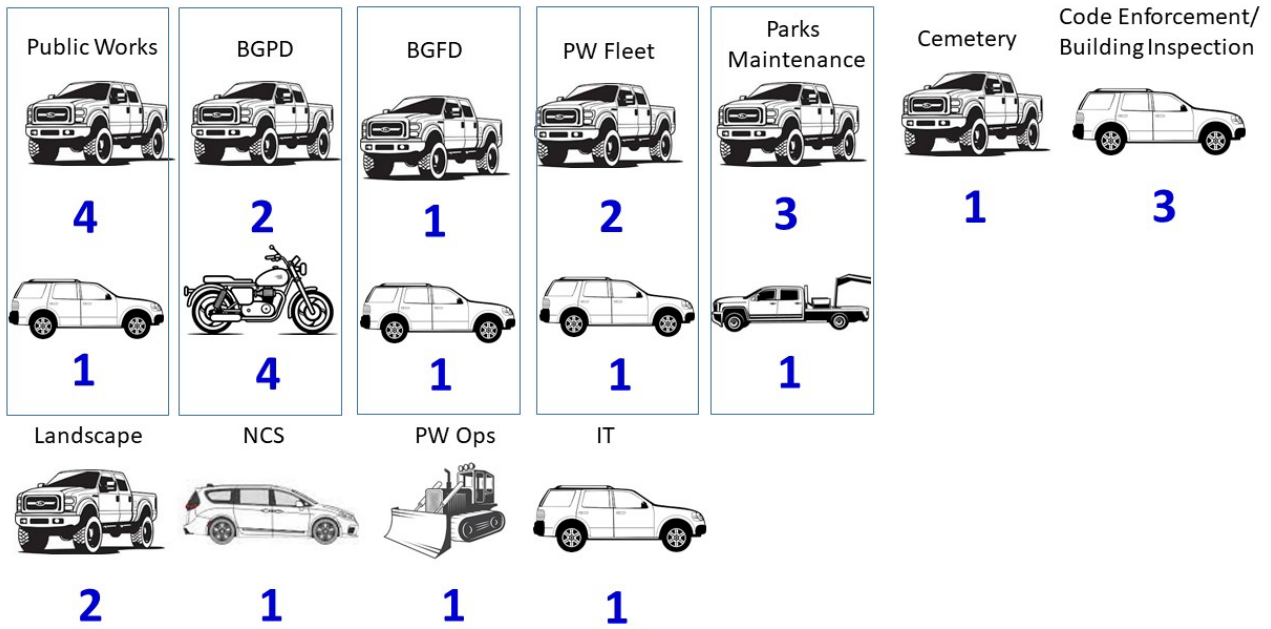 Public Works
BGPD
BGFD
PW Fleet
Parks
Maintenance
Cemetery
Code Enforcement/
Building Inspection
4
2
1
2
3
1
3
1
4
1
1
1
Landscape
NCS
PW Ops
IT
2
1
1
1